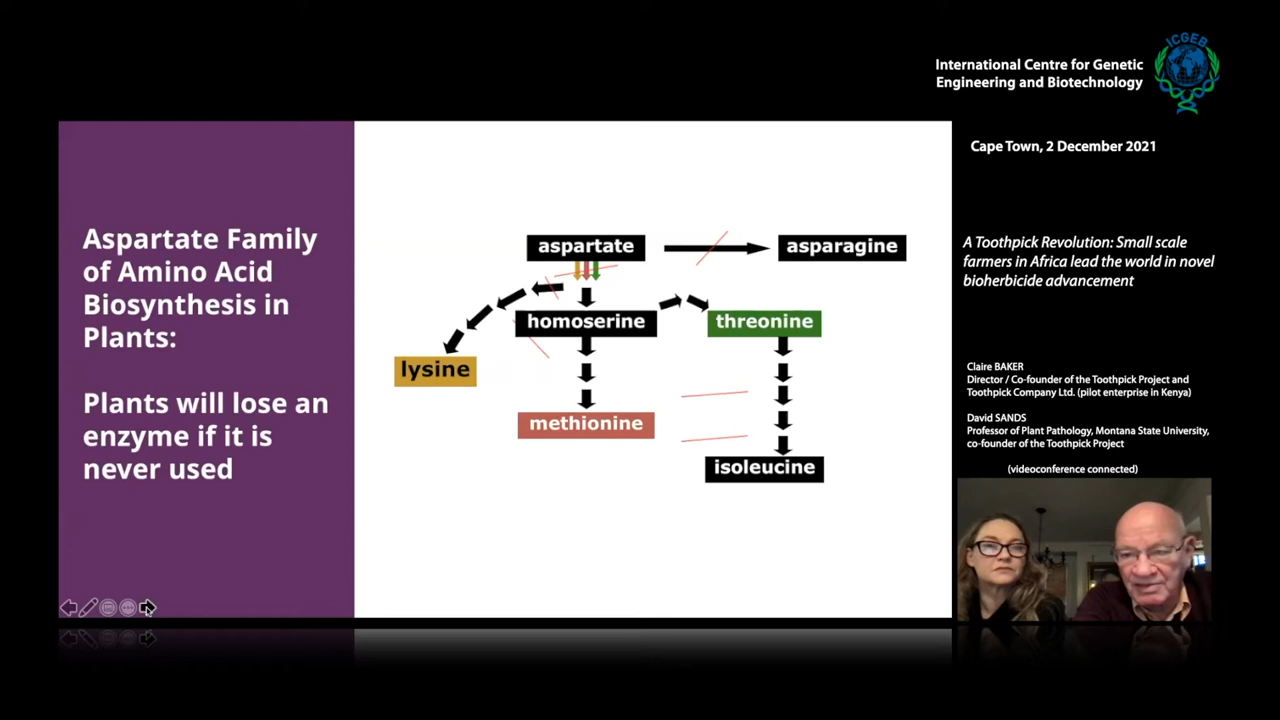 ICGEB
International Centre for Genetic
Engineering and Biotechnology
Cape Town, 2 December 2021
Aspartate Family
of Amino Acid
Biosynthesis in
Plants:
Plants will lose an
enzyme if it is
never used
aspartate
asparagine
homoserine
threonine
lysine
methionine
isoleucine
A Toothpick Revolution: Small scale
farmers in Africa lead the world in novel
bioherbicide advancement
Claire BAKER
Director / Co-founder of the Toothpick Project and
Toothpick Company Ltd. (pilot enterprise in Kenya)
David SANDS
Professor of Plant Pathology, Montana State University,
co-founder of the Toothpick Project
(videoconference connected)